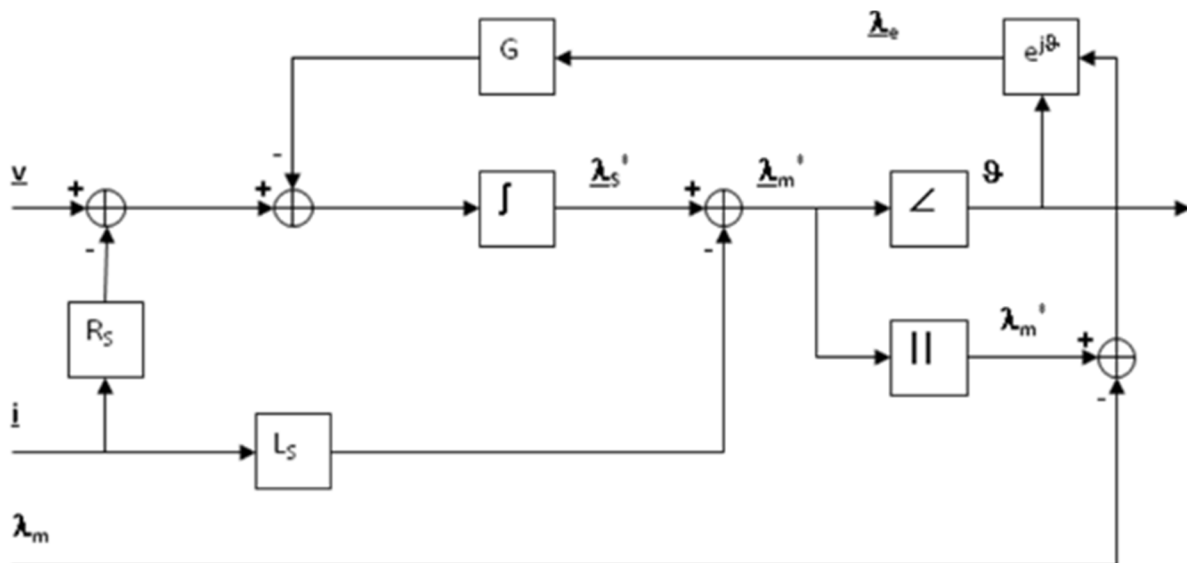 λe
G
e^jϑ
-
v
+
-
+
∫
λs'
+
-
λm'
∠
ϑ
Rs
||
λm'
+
-
i
Ls
λm